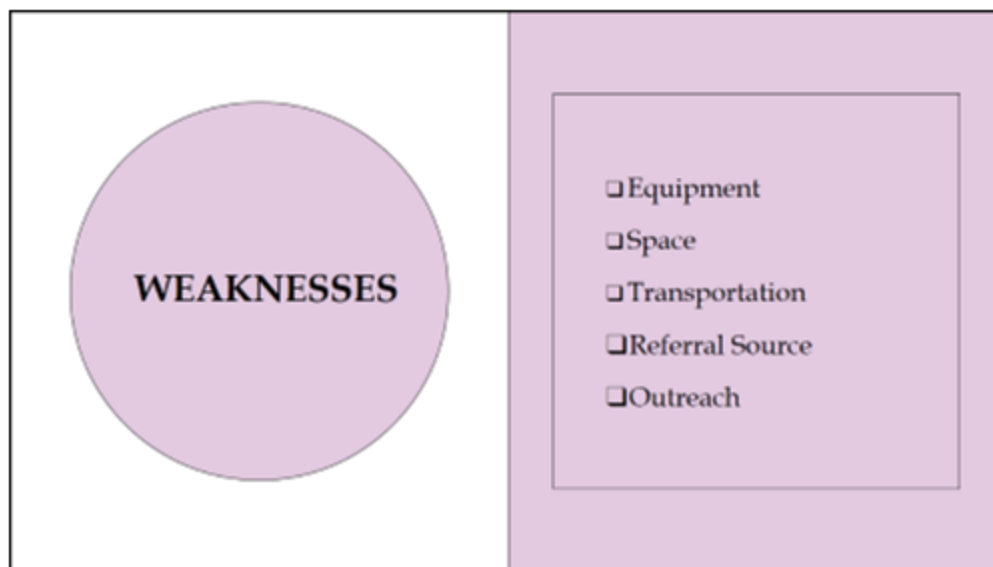 WEAKNESSES
❑Equipment
❑Space
❑Transportation
❑Referral Source
❑Outreach